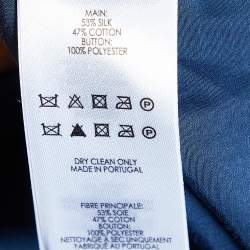 MAIN:
53% SILK
47% COTTON
BUTTON:
100% POLYESTER
P
P
DRY CLEAN ONLY
MADE IN PORTUGAL
FIBRE PRINCIPALE:
53% SOIE
47% COTON
BOUTON:
100% POLYESTER
NETTOYAGE A SEC UNIQUEMENT
FABRIQUÉ AU PORTUGAL